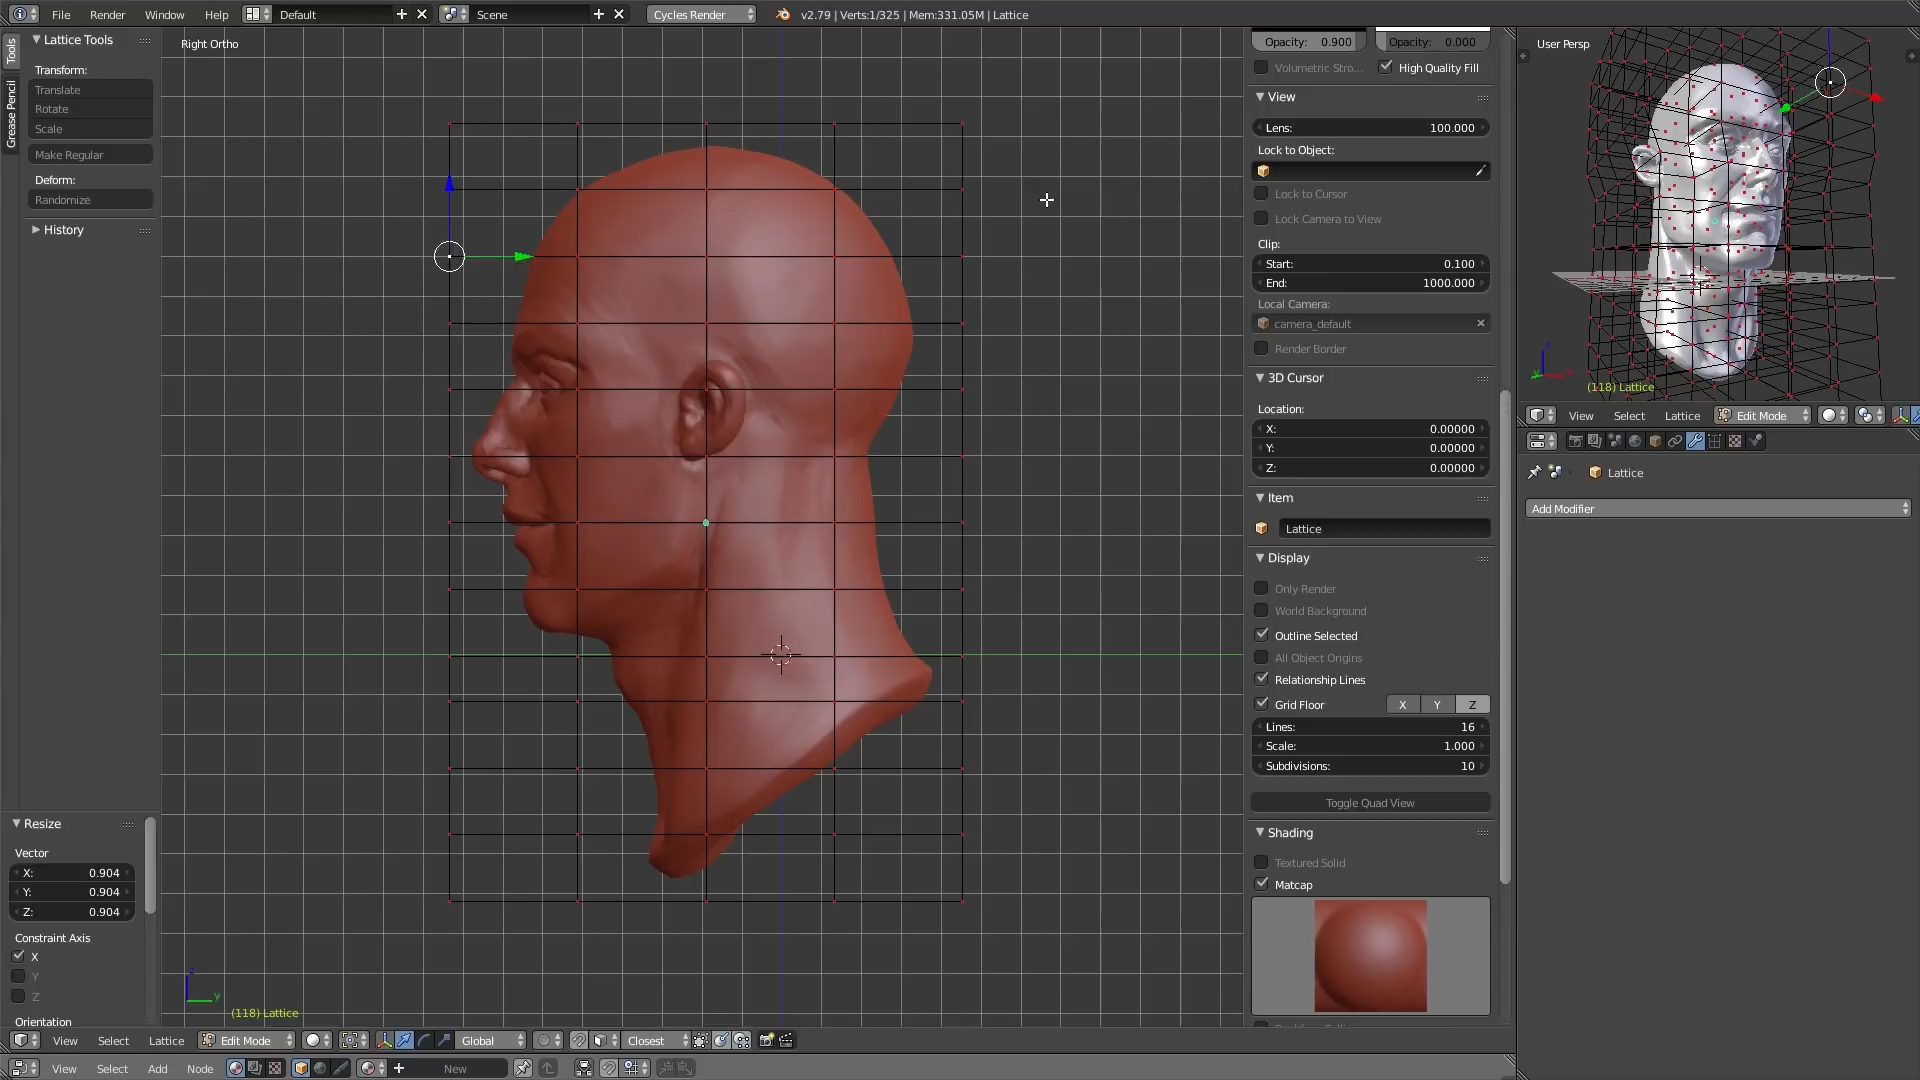 File Render Window Help Default Scene Cycles Render v2.79 | Verts:1/325 | Mem:331.05M | Lattice
Tools
Grease Pencil
Lattice Tools
Transform:
Translate
Rotate
Scale
Make Regular
Deform:
Randomize
History
Resize
Vector
X: 0.904
Y: 0.904
Z: 0.904
Constraint Axis
X
Y
Z
Orientation
Right Ortho
y
(118) Lattice
View Select Lattice Edit Mode Global Closest
View Select Add Node New
Opacity: 0.900 Opacity: 0.000
Volumetric Stro... High Quality Fill
View
Lens: 100.000
Lock to Object:
Lock to Cursor
Lock Camera to View
Clip:
Start: 0.100
End: 1000.000
Local Camera:
camera_default
Render Border
3D Cursor
Location:
X: 0.00000
Y: 0.00000
Z: 0.00000
Item
Lattice
Display
Only Render
World Background
Outline Selected
All Object Origins
Relationship Lines
Grid Floor X Y Z
Lines: 16
Scale: 1.000
Subdivisions: 10
Toggle Quad View
Shading
Textured Solid
Matcap
User Persp
(118) Lattice
View Select Lattice Edit Mode
Lattice
Add Modifier